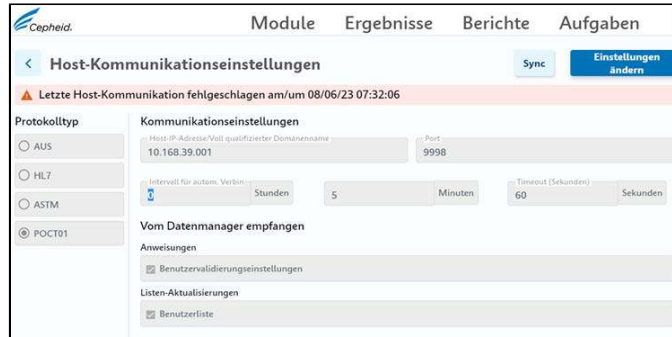 Cepheid. Module Ergebnisse Berichte Aufgaben
< Host-Kommunikationseinstellungen Sync Einstellungen ändern
Letzte Host-Kommunikation fehlgeschlagen am/um 08/06/23 07:32:06
Protokolltyp Kommunikationseinstellungen
Host-IP-Adresse/Voll qualifizierter Domänenname Port
AUS 10.168.39.001 9998
HL7
Intervall für autom. Verbin Timeout (Sekunden)
0 Stunden 5 Minuten 60 Sekunden
ASTM
POCT01 Vom Datenmanager empfangen
Anweisungen
Benutzervalidierungseinstellungen
Listen-Aktualisierungen
Benutzerliste